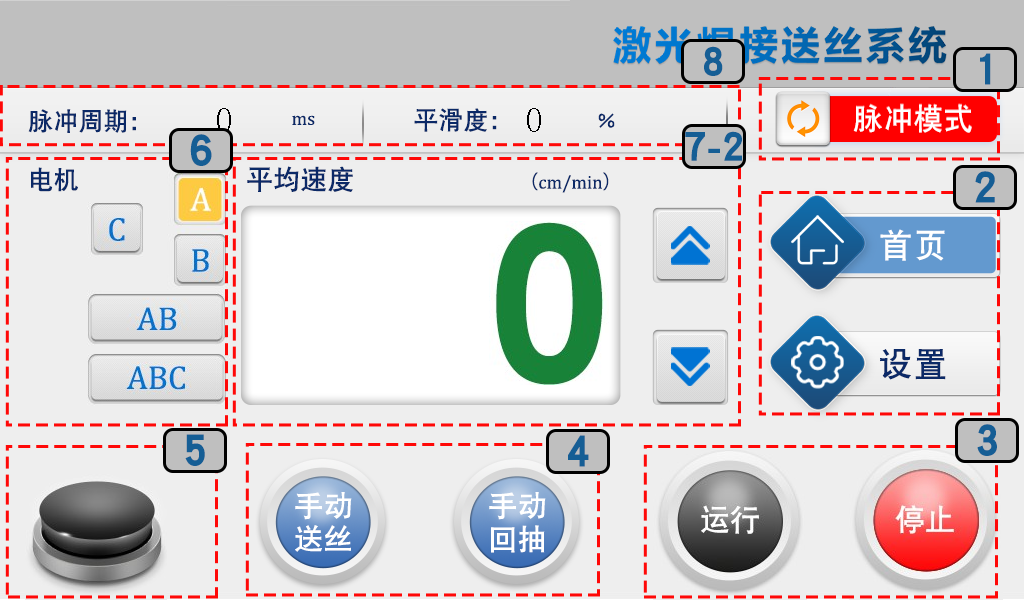 激光焊接送丝系统
8
1
脉冲周期: 0 ms
平滑度: 0 %
脉冲模式
6
7-2
2
电机
A
平均速度
(cm/min)
C
B
首页
0
AB
ABC
设置
5
4
3
手动
送丝
手动
回抽
运行
停止